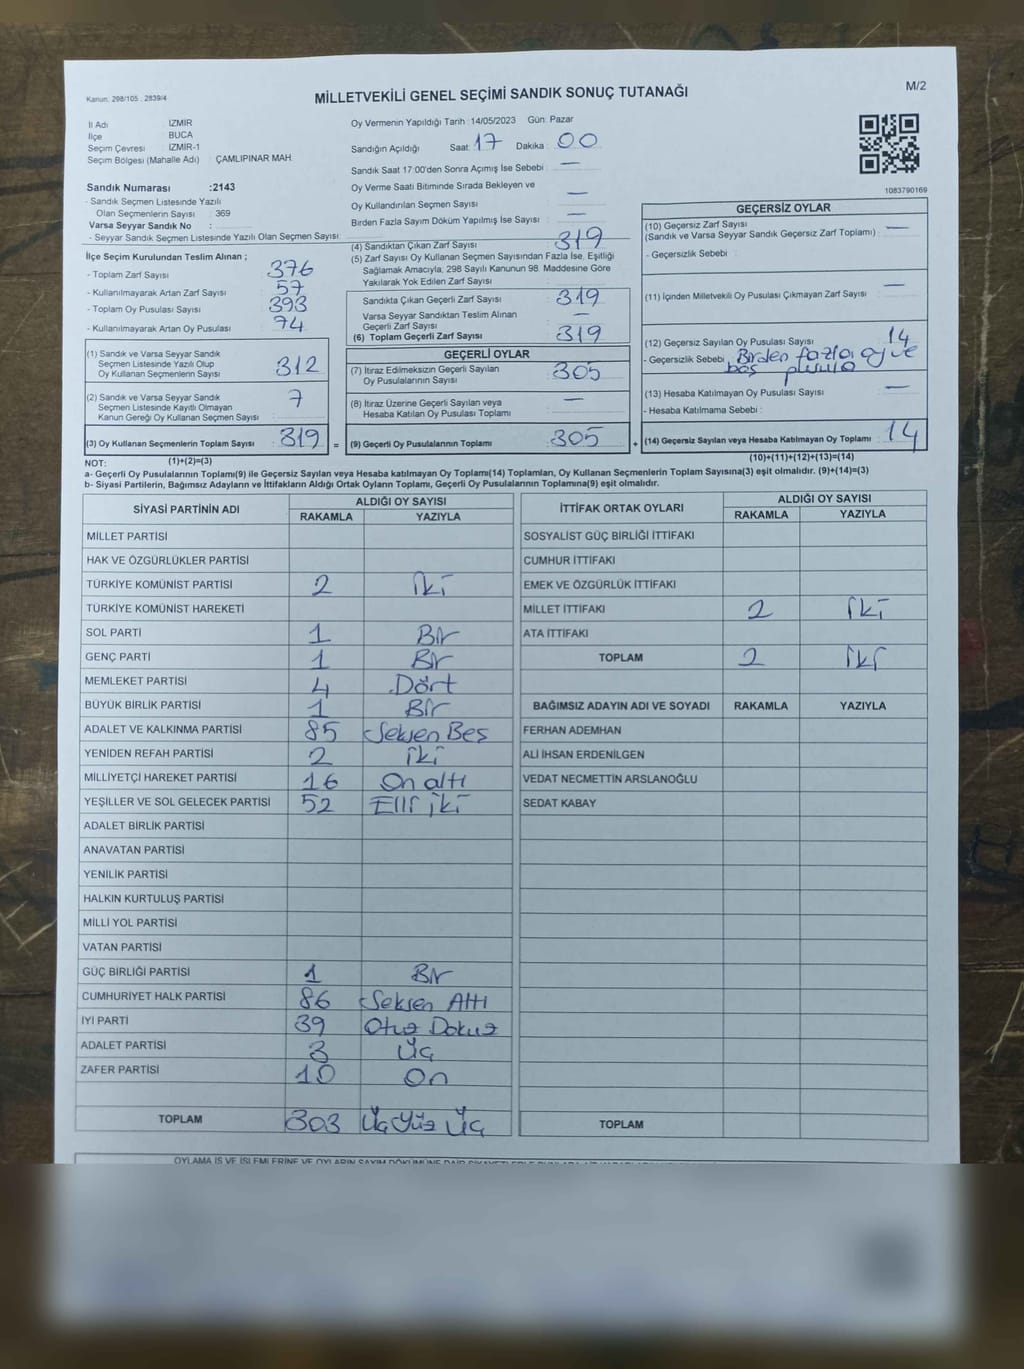 Kanun: 298/105, 2839/4
MİLLETVEKİLİ GENEL SEÇİMİ SANDIK SONUÇ TUTANAĞI
M/2
İl Adı : İZMİR
İlçe : BUCA
Seçim Çevresi : İZMİR-1
Seçim Bölgesi (Mahalle Adı) : ÇAMLIPINAR MAH.
Sandık Numarası :2143
- Sandık Seçmen Listesinde Yazılı
Olan Seçmenlerin Sayısı : 369
Varsa Seyyar Sandık No :
- Seyyar Sandık Seçmen Listesinde Yazılı Olan Seçmen Sayısı:
Oy Vermenin Yapıldığı Tarih :14/05/2023 Gün: Pazar
Sandığın Açıldığı Saat: 17 Dakika: 00
Sandık Saat 17:00'den Sonra Açımış İse Sebebi : —
Oy Verme Saati Bitiminde Sırada Bekleyen ve
Oy Kullandırılan Seçmen Sayısı : —
Birden Fazla Sayım Döküm Yapılmış İse Sayısı : —
1083790169
İlçe Seçim Kurulundan Teslim Alınan ;
- Toplam Zarf Sayısı : 376
- Kullanılmayarak Artan Zarf Sayısı : 57
- Toplam Oy Pusulası Sayısı : 393
- Kullanılmayarak Artan Oy Pusulası : 74
(1) Sandık ve Varsa Seyyar Sandık
Seçmen Listesinde Yazılı Olup
Oy Kullanan Seçmenlerin Sayısı : 312
(2) Sandık ve Varsa Seyyar Sandık
Seçmen Listesinde Kayıtlı Olmayan
Kanun Gereği Oy Kullanan Seçmen Sayısı : 7
(3) Oy Kullanan Seçmenlerin Toplam Sayısı : 319 =
(1)+(2)=(3)
(4) Sandıktan Çıkan Zarf Sayısı : 319
(5) Zarf Sayısı Oy Kullanan Seçmen Sayısından Fazla İse, Eşitliği
Sağlamak Amacıyla, 298 Sayılı Kanunun 98. Maddesine Göre
Yakılarak Yok Edilen Zarf Sayısı :
Sandıkta Çıkan Geçerli Zarf Sayısı : 319
Varsa Seyyar Sandıktan Teslim Alınan
Geçerli Zarf Sayısı : —
(6) Toplam Geçerli Zarf Sayısı : 319
GEÇERLİ OYLAR
(7) İtiraz Edilmeksizin Geçerli Sayılan
Oy Pusulalarının Sayısı : 305
(8) İtiraz Üzerine Geçerli Sayılan veya
Hesaba Katılan Oy Pusulası Toplamı :
(9) Geçerli Oy Pusulalarının Toplamı : 305 +
GEÇERSİZ OYLAR
(10) Geçersiz Zarf Sayısı
(Sandık ve Varsa Seyyar Sandık Geçersiz Zarf Toplamı) : —
- Geçersizlik Sebebi :
(11) İçinden Milletvekili Oy Pusulası Çıkmayan Zarf Sayısı : —
(12) Geçersiz Sayılan Oy Pusulası Sayısı : 14
- Geçersizlik Sebebi : Birden fazla oy ve
boş pusula
(13) Hesaba Katılmayan Oy Pusulası Sayısı : —
- Hesaba Katılmama Sebebi :
(14) Geçersiz Sayılan veya Hesaba Katılmayan Oy Toplamı : 14
(10)+(11)+(12)+(13)=(14)
NOT:
a- Geçerli Oy Pusulalarının Toplamı(9) ile Geçersiz Sayılan veya Hesaba katılmayan Oy Toplamı(14) Toplamları, Oy Kullanan Seçmenlerin Toplam Sayısına(3) eşit olmalıdır. (9)+(14)=(3)
b- Siyasi Partilerin, Bağımsız Adayların ve İttifakların Aldığı Ortak Oyların Toplamı, Geçerli Oy Pusulalarının Toplamına(9) eşit olmalıdır.
SİYASİ PARTİNİN ADI ALDIĞI OY SAYISI
RAKAMLA YAZIYLA
MİLLET PARTİSİ
HAK VE ÖZGÜRLÜKLER PARTİSİ
TÜRKİYE KOMÜNİST PARTİSİ 2 İki
TÜRKİYE KOMÜNİST HAREKETİ
SOL PARTİ 1 Bir
GENÇ PARTİ 1 Bir
MEMLEKET PARTİSİ 4 Dört
BÜYÜK BİRLİK PARTİSİ 1 Bir
ADALET VE KALKINMA PARTİSİ 85 Seksen Beş
YENİDEN REFAH PARTİSİ 2 İki
MİLLİYETÇİ HAREKET PARTİSİ 16 On altı
YEŞİLLER VE SOL GELECEK PARTİSİ 52 Elli iki
ADALET BİRLİK PARTİSİ
ANAVATAN PARTİSİ
YENİLİK PARTİSİ
HALKIN KURTULUŞ PARTİSİ
MİLLİ YOL PARTİSİ
VATAN PARTİSİ
GÜÇ BİRLİĞİ PARTİSİ 1 Bir
CUMHURİYET HALK PARTİSİ 86 Seksen Altı
İYİ PARTİ 39 Otuz Dokuz
ADALET PARTİSİ 3 Üç
ZAFER PARTİSİ 10 On
TOPLAM 303 ÜçYüz Üç
İTTİFAK ORTAK OYLARI ALDIĞI OY SAYISI
RAKAMLA YAZIYLA
SOSYALİST GÜÇ BİRLİĞİ İTTİFAKI
CUMHUR İTTİFAKI
EMEK VE ÖZGÜRLÜK İTTİFAKI
MİLLET İTTİFAKI 2 İki
ATA İTTİFAKI
TOPLAM 2 İki
BAĞIMSIZ ADAYIN ADI VE SOYADI RAKAMLA YAZIYLA
FERHAN ADEMHAN
ALİ İHSAN ERDENİLGEN
VEDAT NECMETTİN ARSLANOĞLU
SEDAT KABAY
TOPLAM